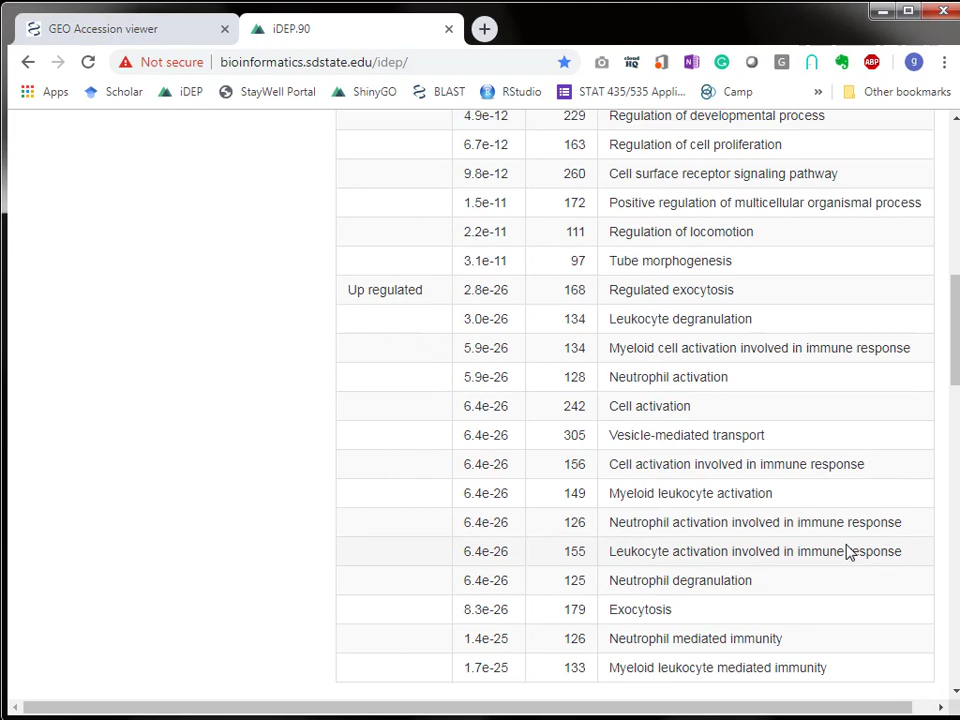 GEO Accession viewer
iDEP.90
Not secure
bioinformatics.sdstate.edu/idep/
cloud HQ
N
G
G
ABP
g
Apps Scholar iDEP StayWell Portal ShinyGO BLAST RStudio STAT 435/535 Appli... Camp » Other bookmarks
4.9e-12 229 Regulation of developmental process
6.7e-12 163 Regulation of cell proliferation
9.8e-12 260 Cell surface receptor signaling pathway
1.5e-11 172 Positive regulation of multicellular organismal process
2.2e-11 111 Regulation of locomotion
3.1e-11 97 Tube morphogenesis
Up regulated 2.8e-26 168 Regulated exocytosis
3.0e-26 134 Leukocyte degranulation
5.9e-26 134 Myeloid cell activation involved in immune response
5.9e-26 128 Neutrophil activation
6.4e-26 242 Cell activation
6.4e-26 305 Vesicle-mediated transport
6.4e-26 156 Cell activation involved in immune response
6.4e-26 149 Myeloid leukocyte activation
6.4e-26 126 Neutrophil activation involved in immune response
6.4e-26 155 Leukocyte activation involved in immune response
6.4e-26 125 Neutrophil degranulation
8.3e-26 179 Exocytosis
1.4e-25 126 Neutrophil mediated immunity
1.7e-25 133 Myeloid leukocyte mediated immunity